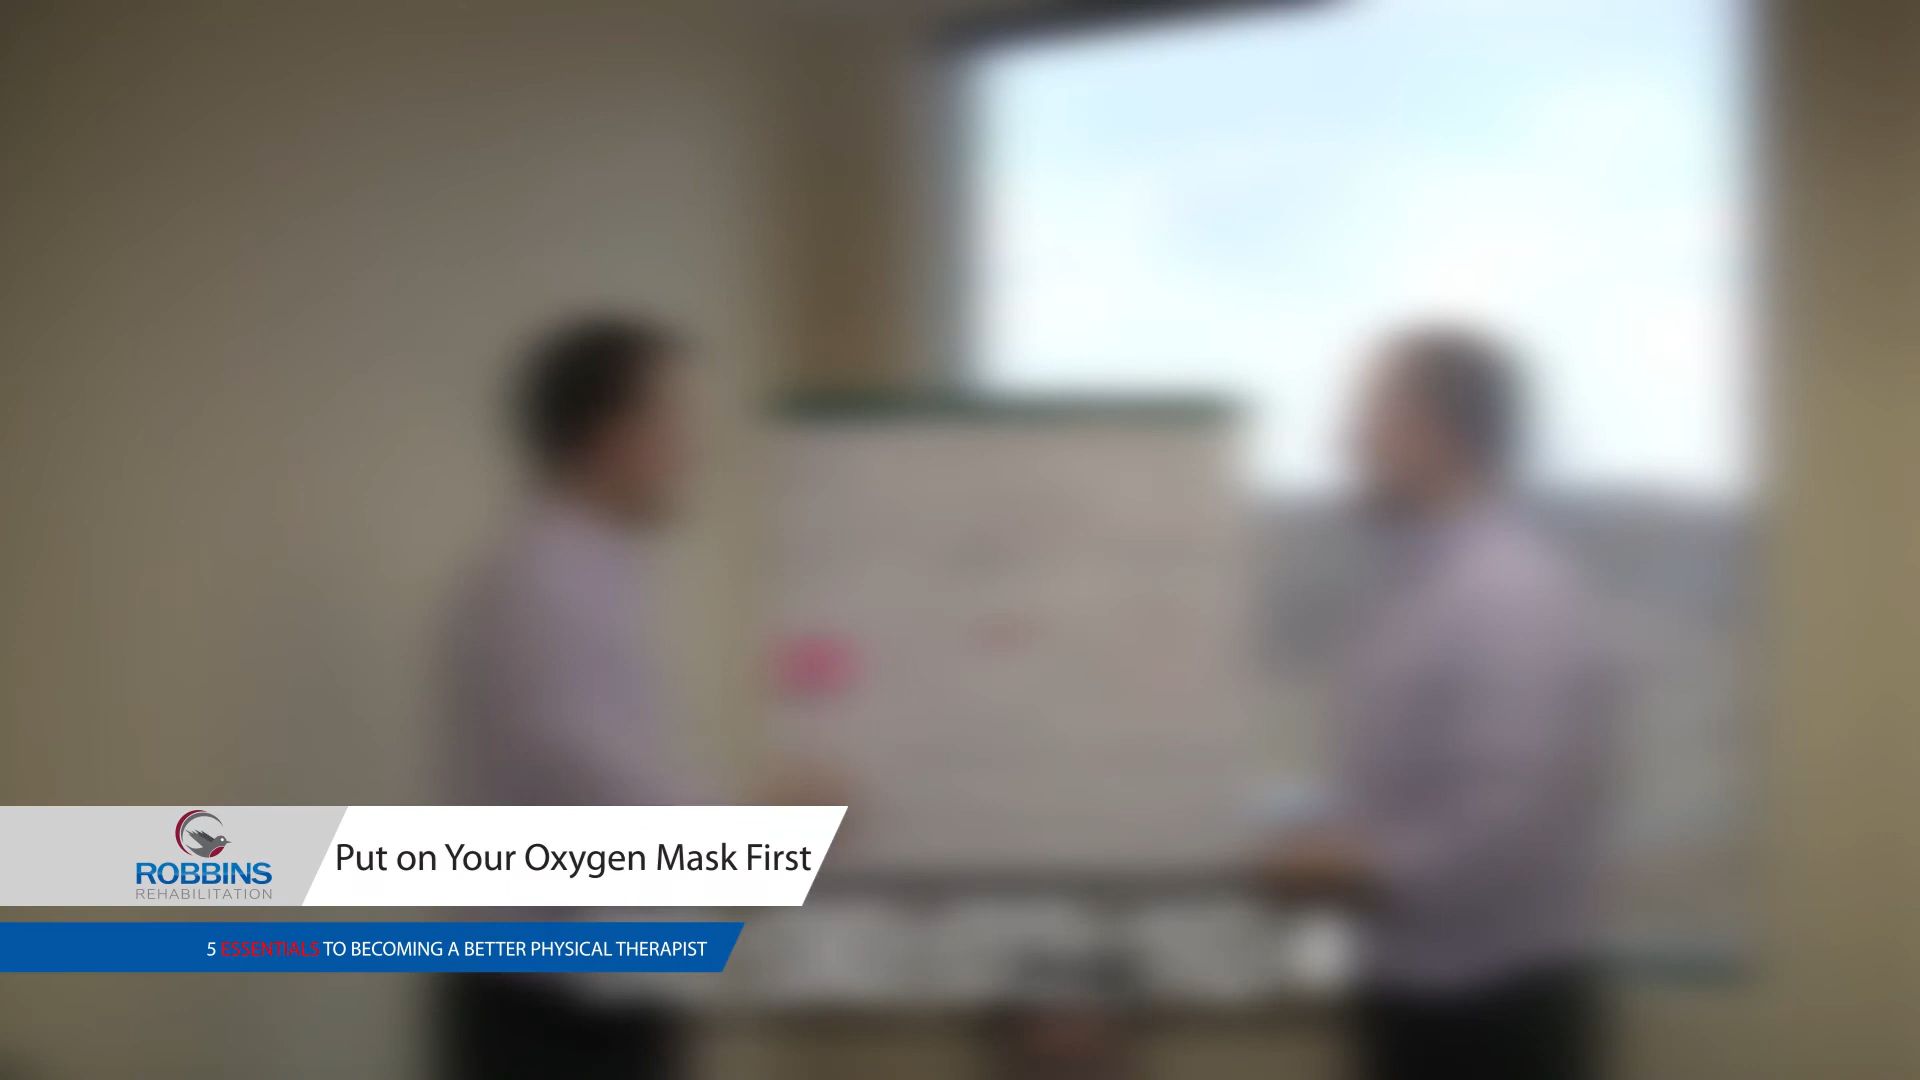 ROBBINS
REHABILITATION
Put on Your Oxygen Mask First
5 ESSENTIALS TO BECOMING A BETTER PHYSICAL THERAPIST